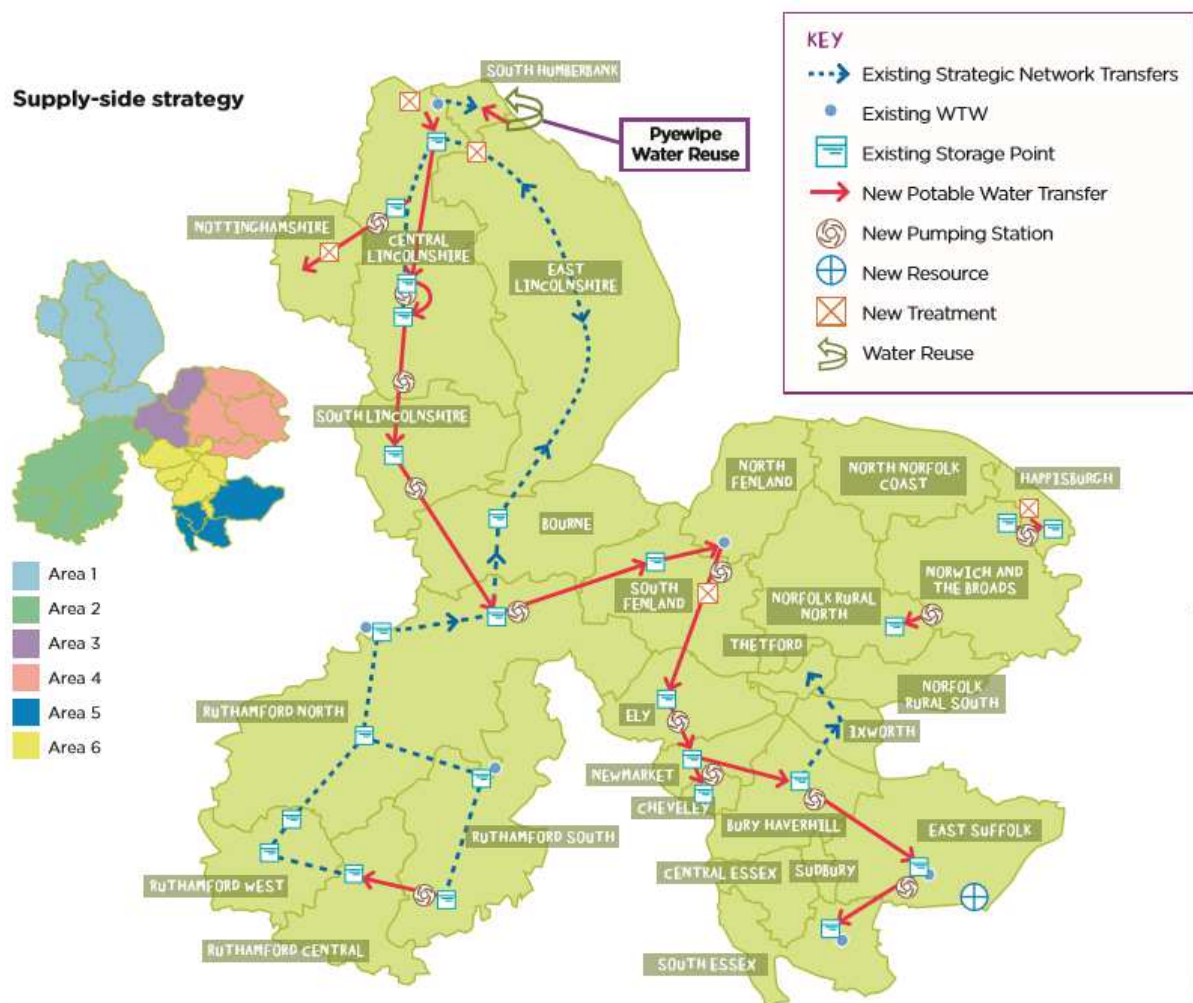 Supply-side strategy
SOUTH HUMBERBANK
Pyewipe
Water Reuse
KEY
Existing Strategic Network Transfers
Existing WTW
Existing Storage Point
New Potable Water Transfer
New Pumping Station
New Resource
New Treatment
Water Reuse
NOTTINGHAMSHIRE
CENTRAL
LINCOLNSHIRE
EAST
LINCOLNSHIRE
SOUTH LINCOLNSHIRE
BOURNE
NORTH
FENLAND
NORTH NORFOLK
COAST
HAPPISBURGH
SOUTH
FENLAND
NORFOLK RURAL
NORTH
NORWICH AND
THE BROADS
THETFORD
NORFOLK
RURAL SOUTH
IXWORTH
ELY
NEWMARKET
CHEVELEY
BURY HAVERHILL
EAST SUFFOLK
SUDBURY
CENTRAL ESSEX
SOUTH ESSEX
RUTHAMFORD NORTH
RUTHAMFORD SOUTH
RUTHAMFORD WEST
RUTHAMFORD CENTRAL
Area 1
Area 2
Area 3
Area 4
Area 5
Area 6